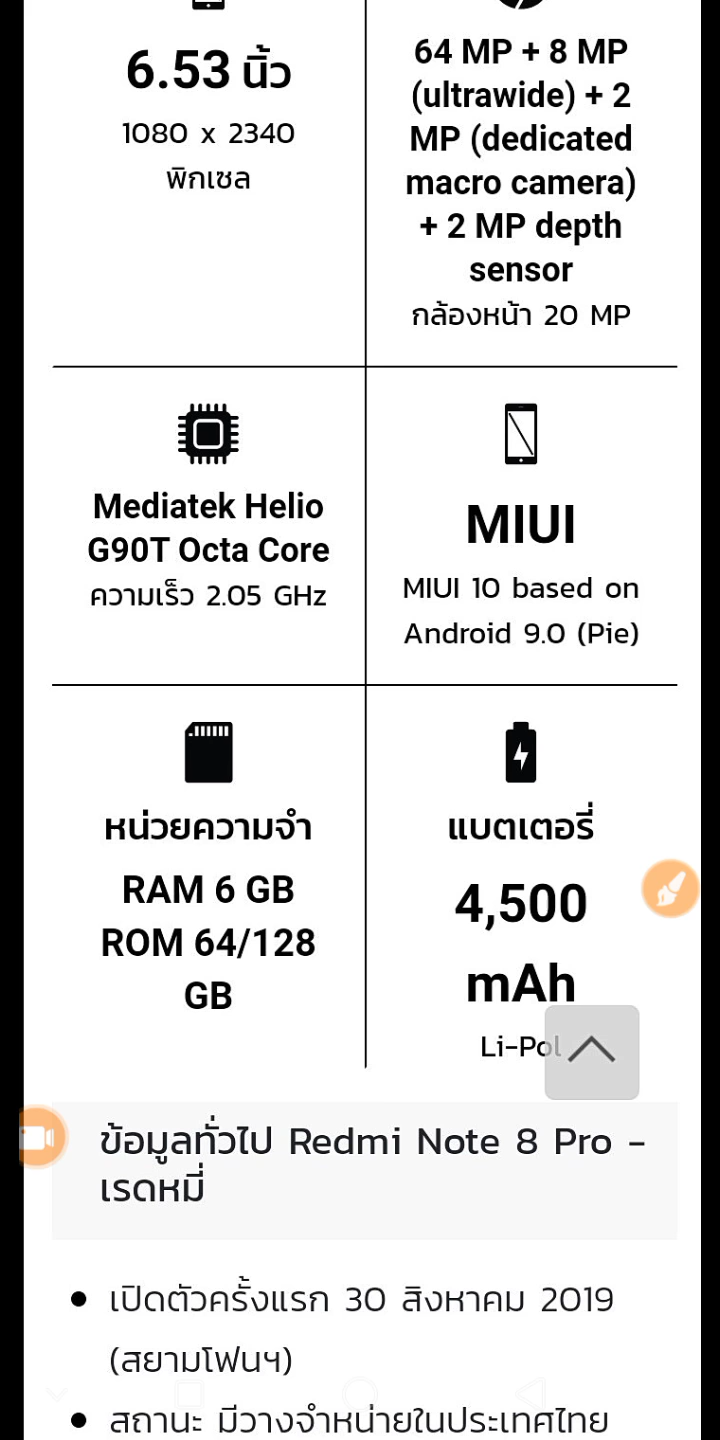 6.53 นิ้ว
1080 x 2340
พิกเซล
64 MP + 8 MP
(ultrawide) + 2
MP (dedicated
macro camera)
+ 2 MP depth
sensor
กล้องหน้า 20 MP
Mediatek Helio
G90T Octa Core
ความเร็ว 2.05 GHz
MIUI
MIUI 10 based on
Android 9.0 (Pie)
หน่วยความจำ
RAM 6 GB
ROM 64/128
GB
แบตเตอรี่
4,500
mAh
Li-Pol
ข้อมูลทั่วไป Redmi Note 8 Pro -
เรดหมี่
• เปิดตัวครั้งแรก 30 สิงหาคม 2019
(สยามโฟนฯ)
• สถานะ มีวางจำหน่ายในประเทศไทย